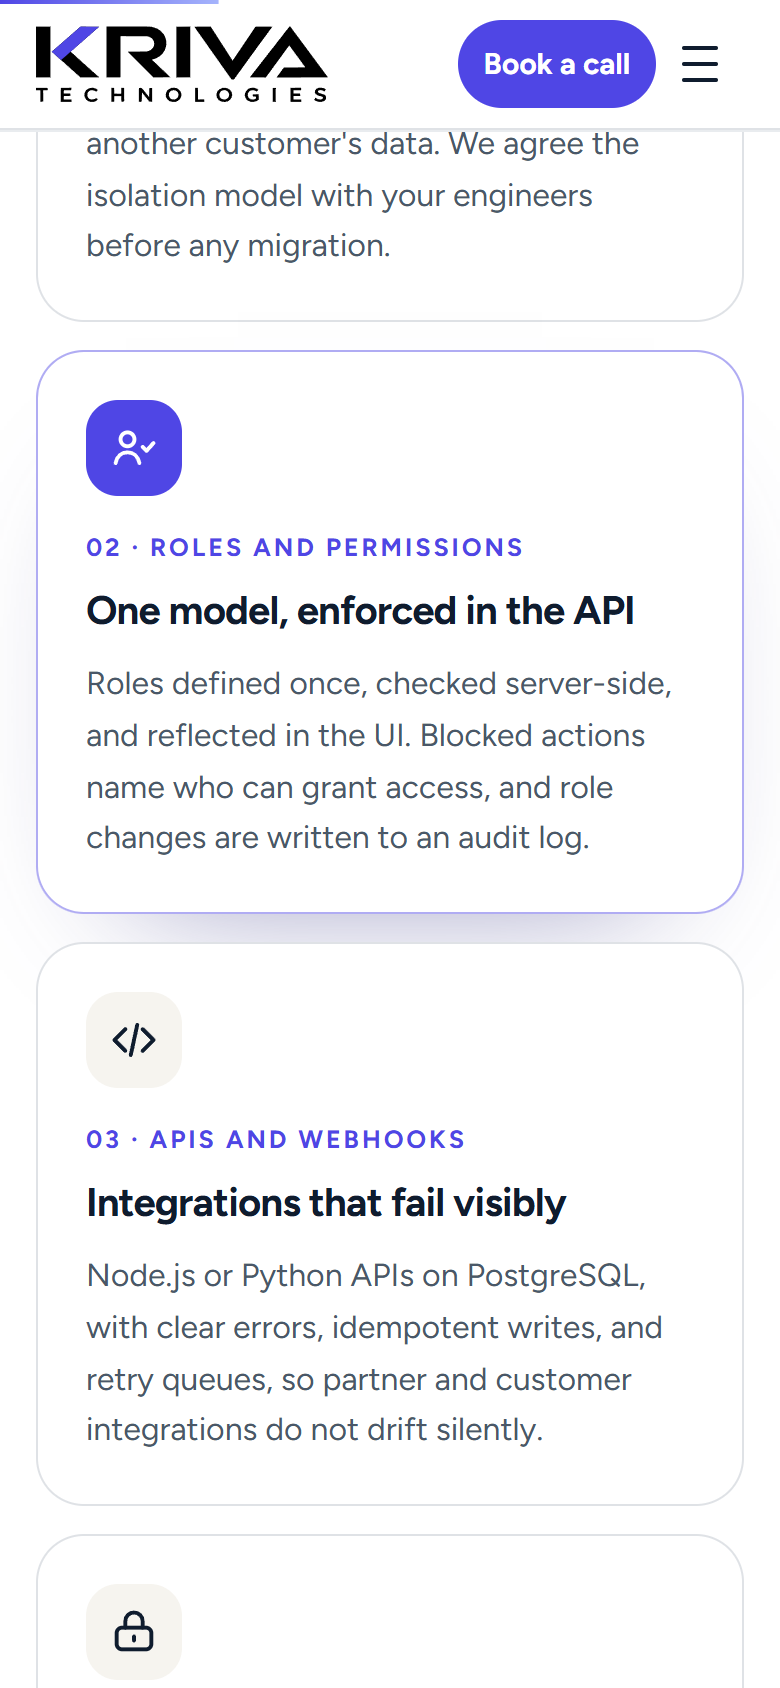 KRIVA
TECHNOLOGIES
Book a call
another customer's data. We agree the
isolation model with your engineers
before any migration.
02 · ROLES AND PERMISSIONS
One model, enforced in the API
Roles defined once, checked server-side,
and reflected in the UI. Blocked actions
name who can grant access, and role
changes are written to an audit log.
03 · APIS AND WEBHOOKS
Integrations that fail visibly
Node.js or Python APIs on PostgreSQL,
with clear errors, idempotent writes, and
retry queues, so partner and customer
integrations do not drift silently.